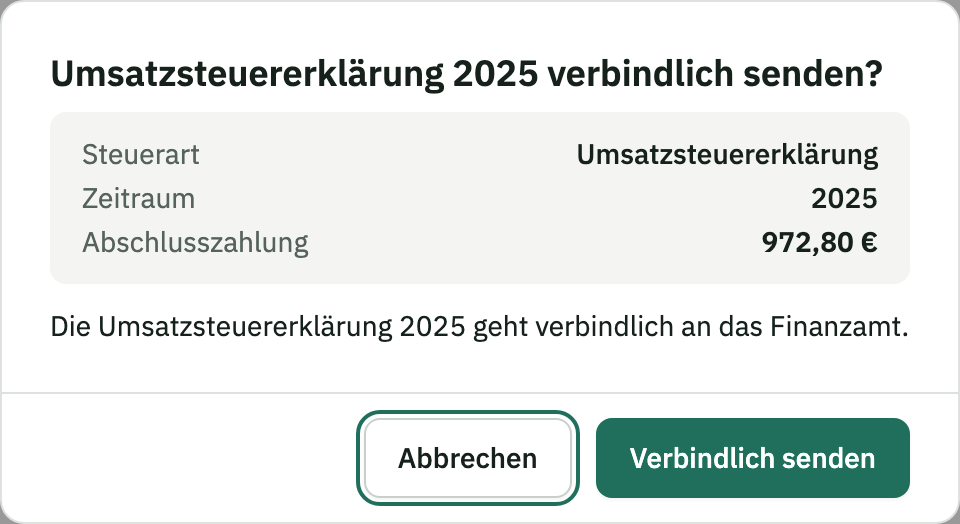 Umsatzsteuererklärung 2025 verbindlich senden?
Steuerart Umsatzsteuererklärung
Zeitraum 2025
Abschlusszahlung 972,80 €
Die Umsatzsteuererklärung 2025 geht verbindlich an das Finanzamt.
Abbrechen Verbindlich senden